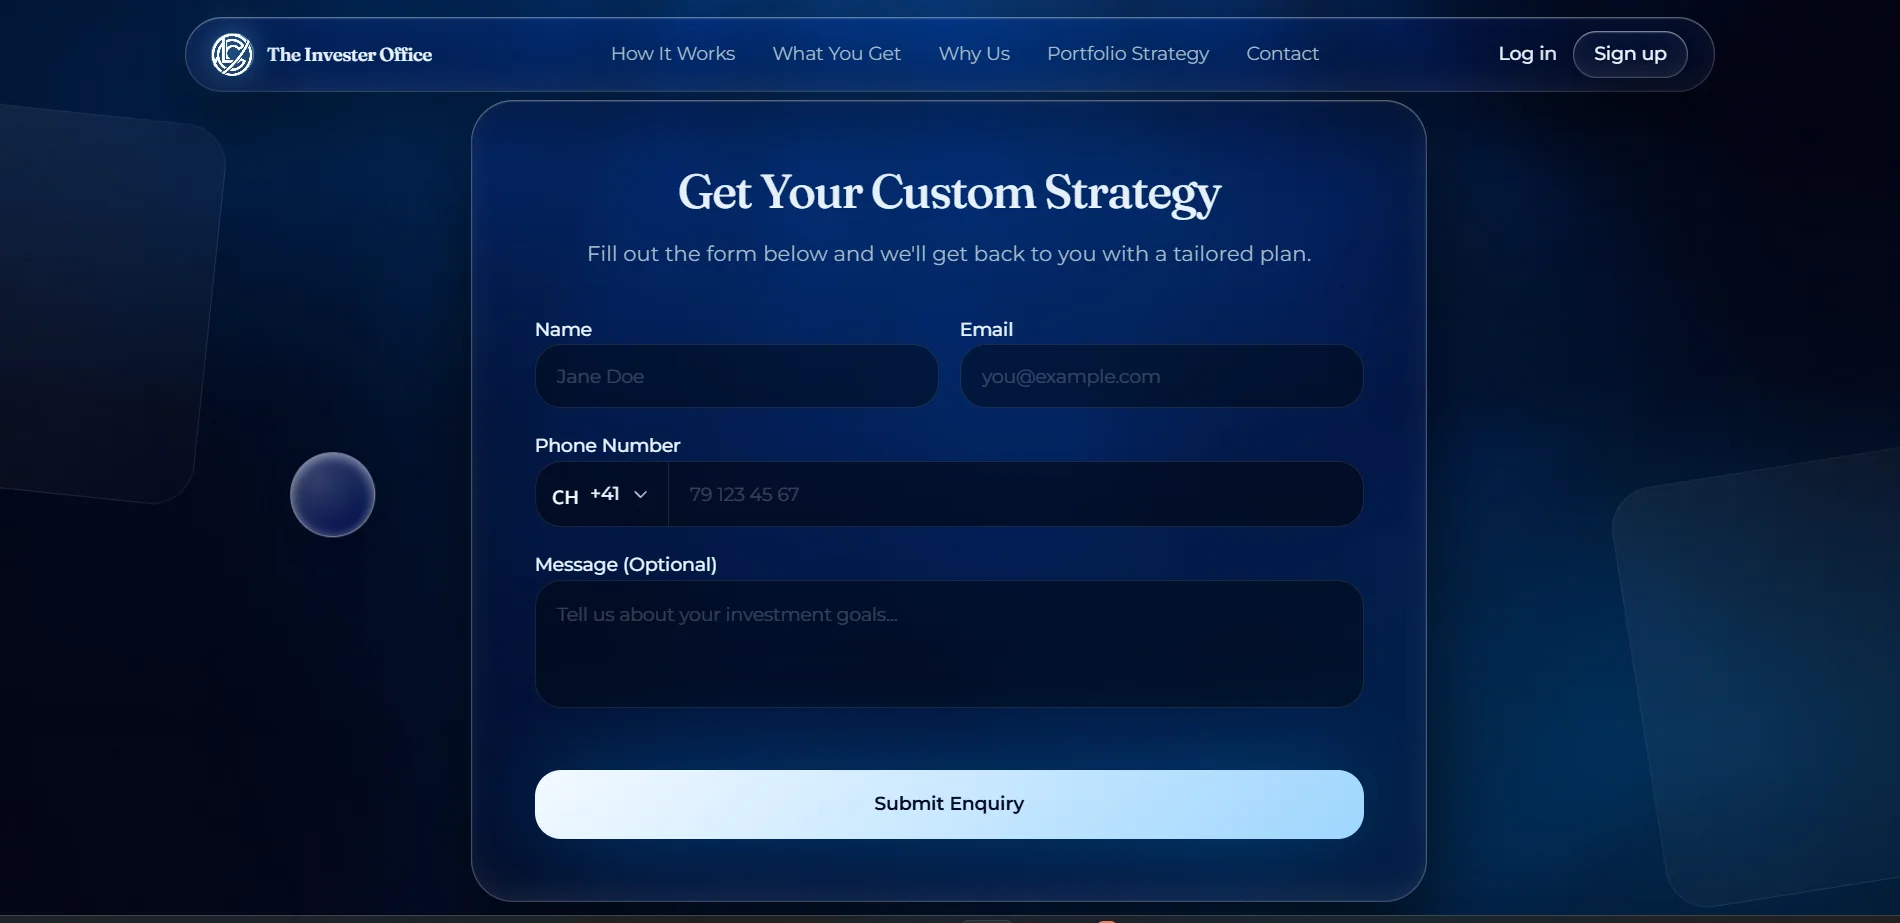 The Invester Office
How It Works
What You Get
Why Us
Portfolio Strategy
Contact
Log in
Sign up
Get Your Custom Strategy
Fill out the form below and we'll get back to you with a tailored plan.
Name
Email
Jane Doe
you@example.com
Phone Number
CH +41
79 123 45 67
Message (Optional)
Tell us about your investment goals...
Submit Enquiry